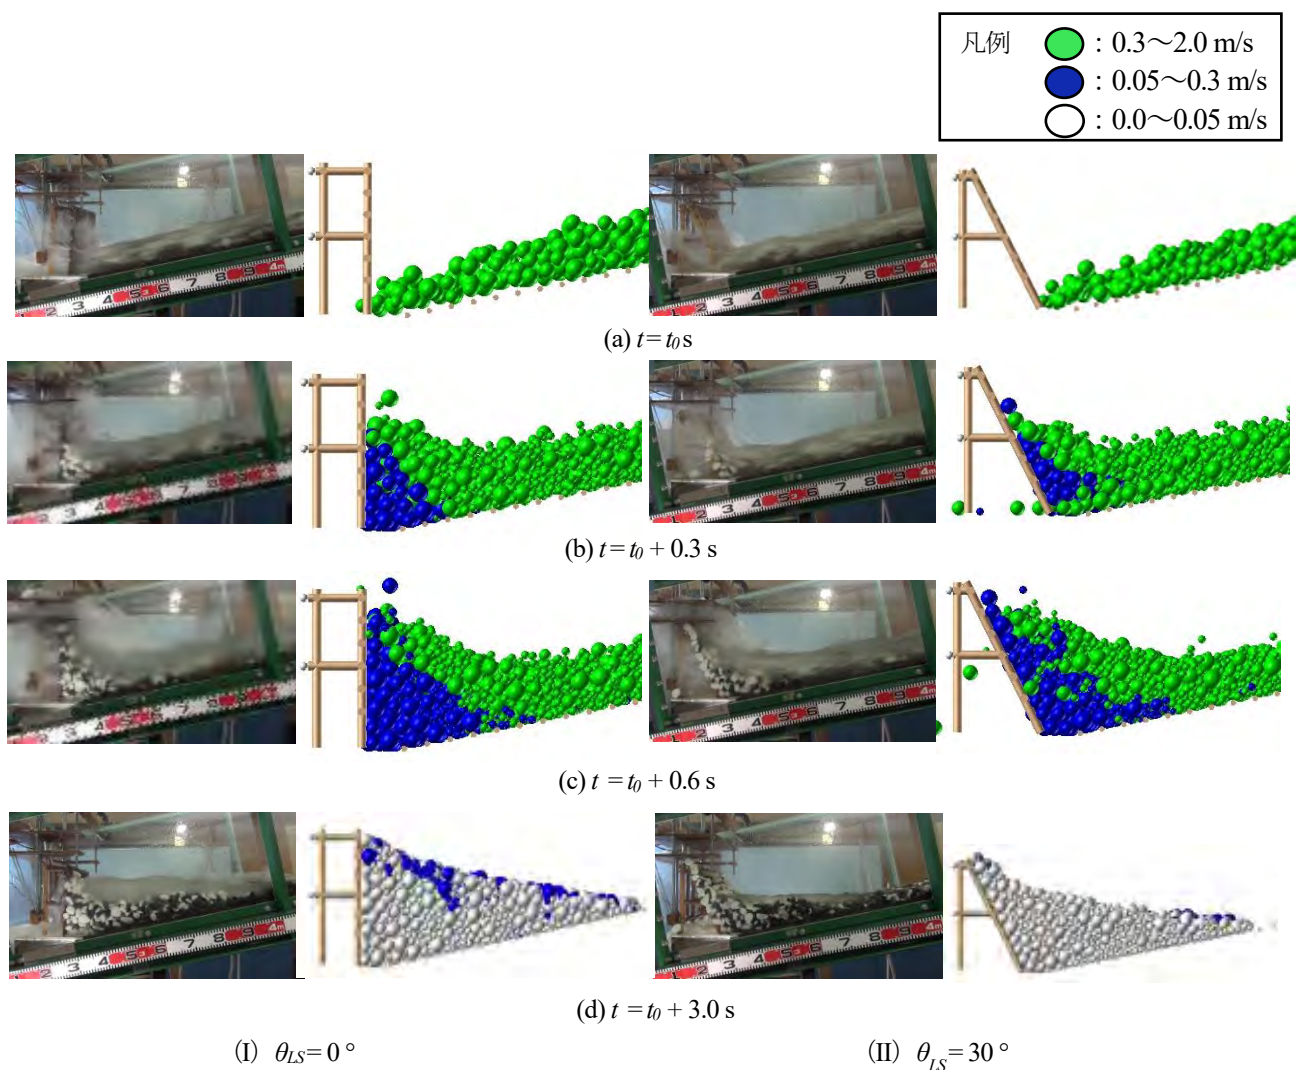 凡例
: 0.3～2.0 m/s
: 0.05～0.3 m/s
: 0.0～0.05 m/s
(a) t = t0 s
(b) t = t0 + 0.3 s
(c) t = t0 + 0.6 s
(d) t = t0 + 3.0 s
(I) θLS = 0 °
(II) θLS = 30 °